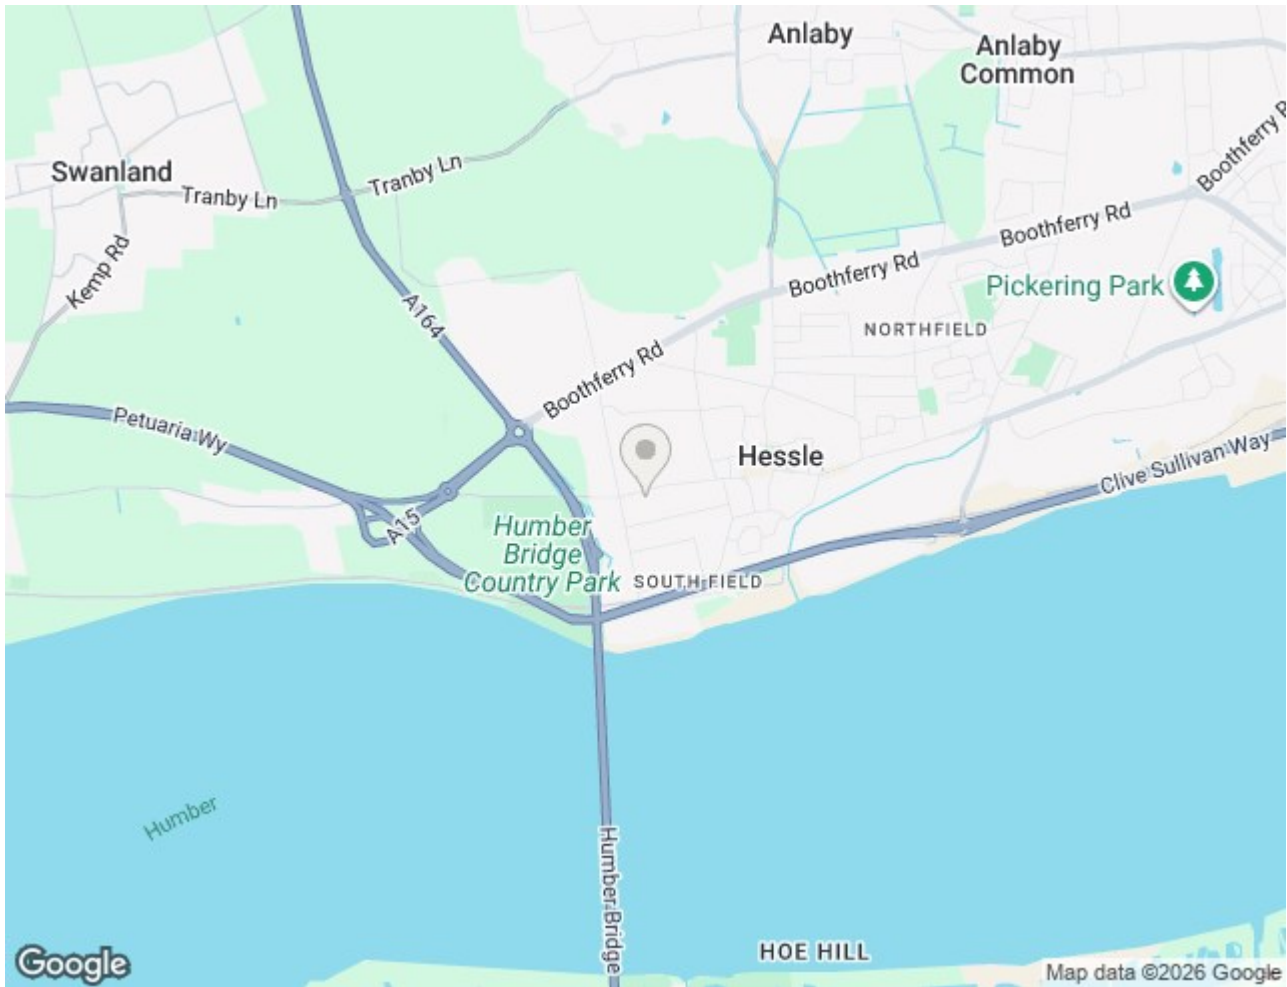 Anlaby
Anlaby
Common
Swanland
Tranby Ln
Tranby Ln
Boothferry R
Boothferry Rd
Kemp Rd
Boothferry Rd
Pickering Park
A164
NORTHFIELD
Boothferry Rd
Petuaria Wy
Hessle
Clive Sullivan Way
A15
Humber
Bridge
Country Park
SOUTH FIELD
Humber
Humber Bridge
HOE HILL
Google
Map data ©2026 Google